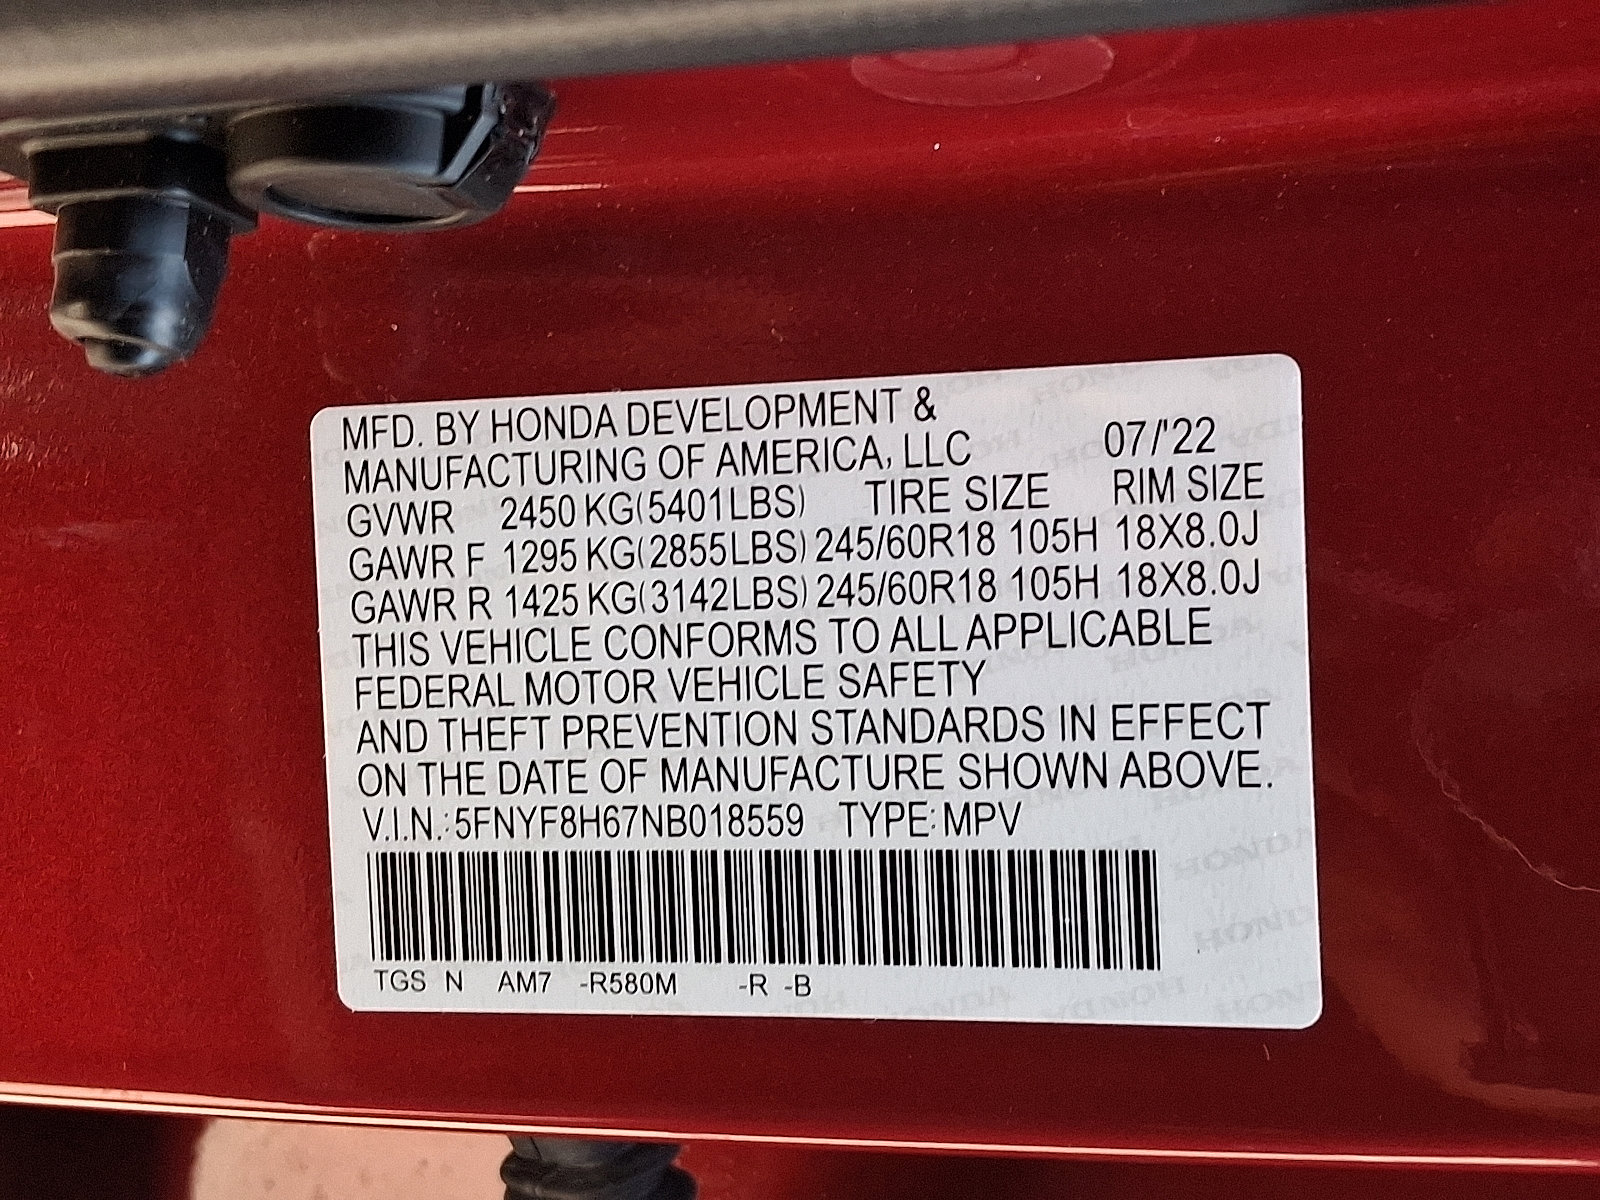 MFD. BY HONDA DEVELOPMENT &
MANUFACTURING OF AMERICA, LLC 07/'22
GVWR 2450 KG(5401LBS) TIRE SIZE RIM SIZE
GAWR F 1295 KG(2855LBS) 245/60R18 105H 18X8.0J
GAWR R 1425 KG(3142LBS) 245/60R18 105H 18X8.0J
THIS VEHICLE CONFORMS TO ALL APPLICABLE
FEDERAL MOTOR VEHICLE SAFETY
AND THEFT PREVENTION STANDARDS IN EFFECT
ON THE DATE OF MANUFACTURE SHOWN ABOVE.
V.I.N.:5FNYF8H67NB018559 TYPE:MPV
TGS N AM7 -R580M -R -B